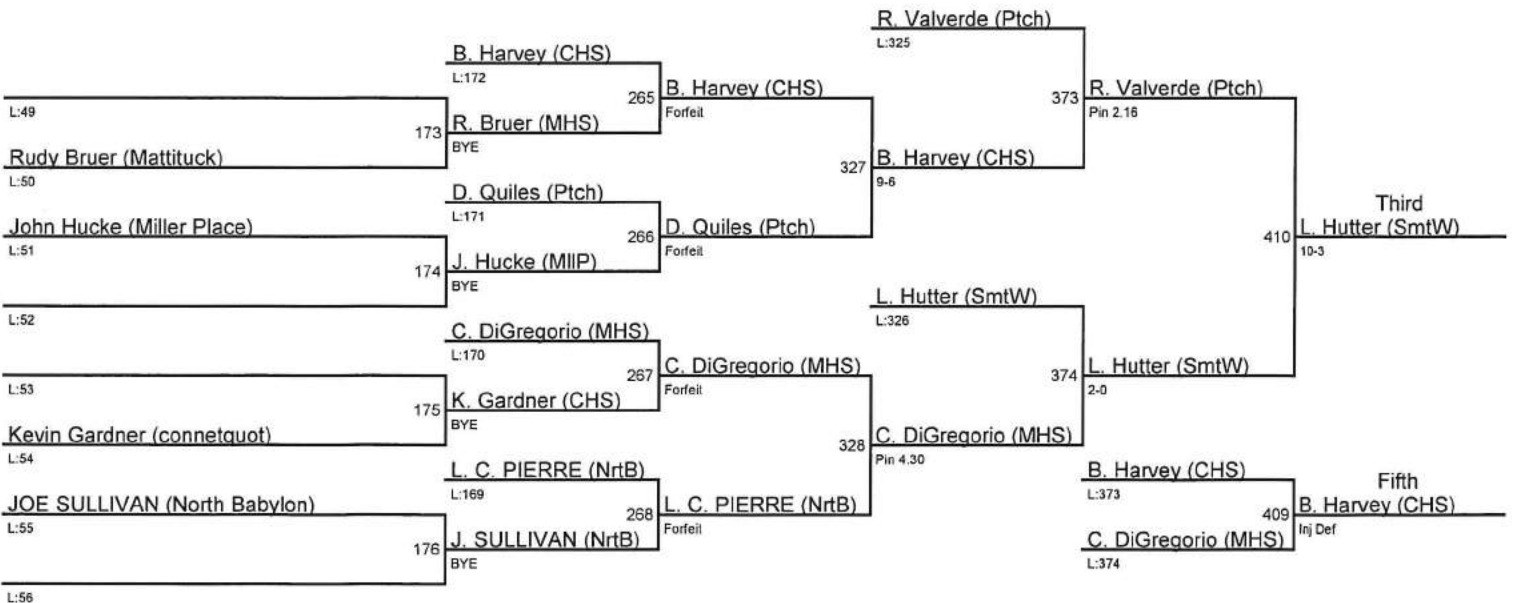 R. Valverde (Ptch)
L:325
B. Harvey (CHS)
L:172
265
B. Harvey (CHS)
Forfeit
373
R. Valverde (Ptch)
Pin 2.16
L:49
173
R. Bruer (MHS)
BYE
Rudy Bruer (Mattituck)
L:50
327
B. Harvey (CHS)
9-6
D. Quiles (Ptch)
L:171
266
D. Quiles (Ptch)
Forfeit
John Hucke (Miller Place)
L:51
174
J. Hucke (MllP)
BYE
L:52
410
Third
L. Hutter (SmtW)
10-3
L. Hutter (SmtW)
L:326
C. DiGregorio (MHS)
L:170
267
C. DiGregorio (MHS)
Forfeit
374
L. Hutter (SmtW)
2-0
L:53
175
K. Gardner (CHS)
BYE
Kevin Gardner (connetquot)
L:54
328
C. DiGregorio (MHS)
Pin 4.30
L. C. PIERRE (NrtB)
L:169
268
L. C. PIERRE (NrtB)
Forfeit
JOE SULLIVAN (North Babylon)
L:55
176
J. SULLIVAN (NrtB)
BYE
L:56
B. Harvey (CHS)
L:373
409
Fifth
B. Harvey (CHS)
Inj Def
C. DiGregorio (MHS)
L:374